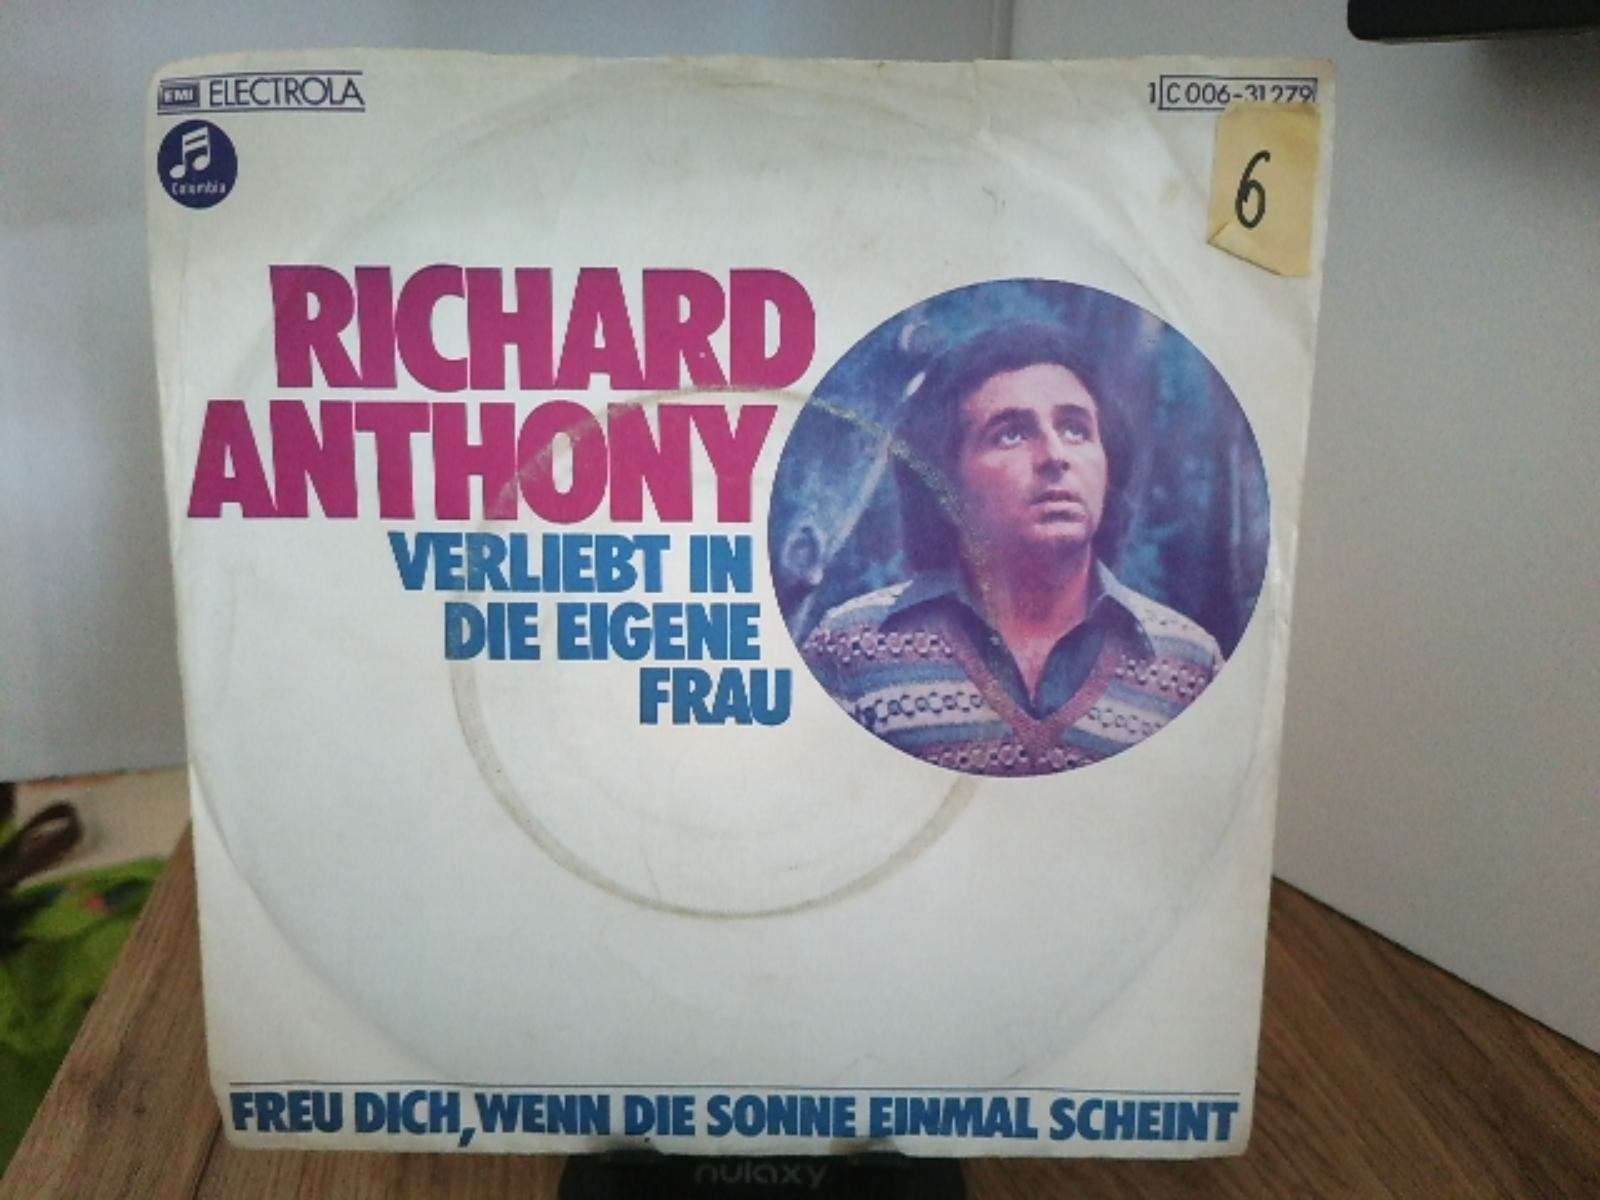 EMI ELECTROLA
1 C 006-31 279
Columbia
6
RICHARD
ANTHONY
VERLIEBT IN
DIE EIGENE
FRAU
FREU DICH, WENN DIE SONNE EINMAL SCHEINT
nulaxy